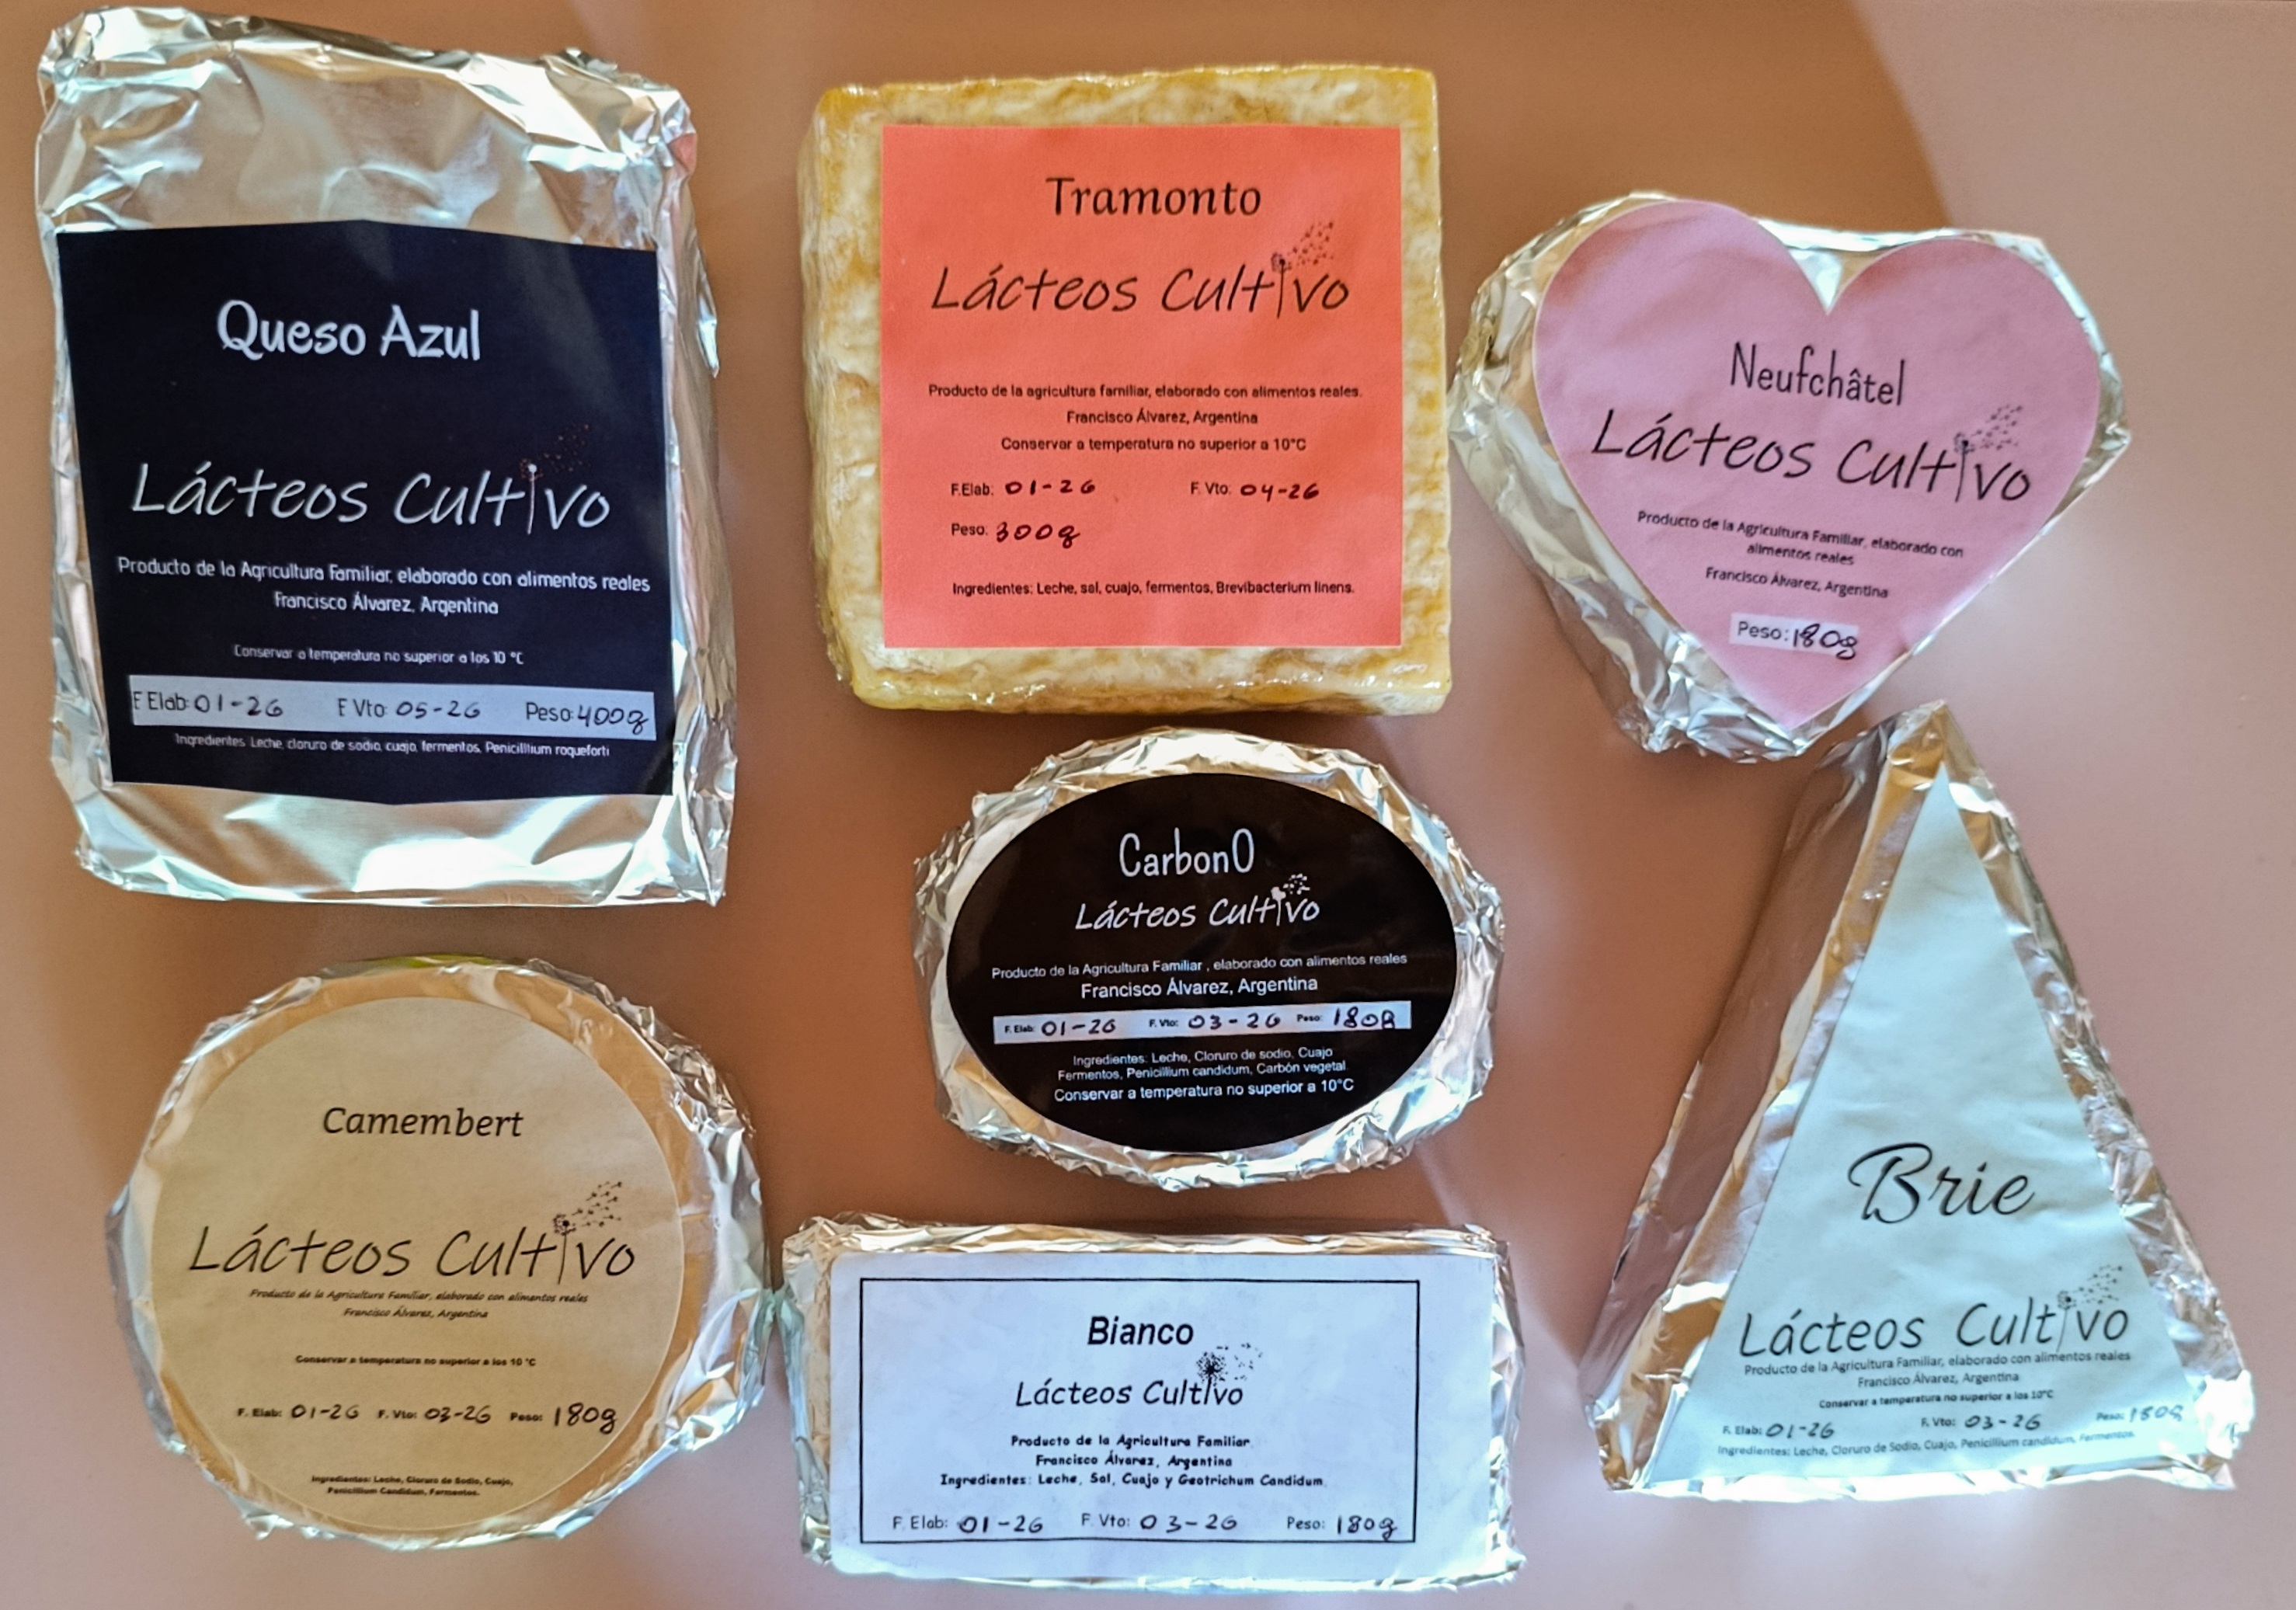 Queso Azul
Lácteos Cultivo
Producto de la Agricultura Familiar, elaborado con alimentos reales
Francisco Álvarez, Argentina
Conservar a temperatura no superior a los 10 °C
F Elab: 01-26 F Vto: 05-26 Peso: 400g
Ingredientes: Leche, cloruro de sodio, cuajo, fermentos, Penicilllium roqueforti
Tramonto
Lácteos Cultivo
Producto de la agricultura familiar, elaborado con alimentos reales.
Francisco Álvarez, Argentina
Conservar a temperatura no superior a 10°C
F.Elab: 01-26 F. Vto: 04-26
Peso: 300g
Ingredientes: Leche, sal, cuajo, fermentos, Brevibacterium linens.
Neufchâtel
Lácteos Cultivo
Producto de la Agricultura Familiar, elaborado con
alimentos reales
Francisco Álvarez, Argentina
Peso: 180g
CarbonO
Lácteos Cultivo
Producto de la Agricultura Familiar , elaborado con alimentos reales
Francisco Álvarez, Argentina
F. Elab: 01-26 F. Vto: 03-26 Peso: 180g
Ingredientes: Leche, Cloruro de sodio, Cuajo
Fermentos, Penicillium candidum, Carbón vegetal
Conservar a temperatura no superior a 10°C
Camembert
Lácteos Cultivo
Producto de la Agricultura Familiar, elaborado con alimentos reales
Francisco Álvarez, Argentina
Conservar a temperatura no superior a los 10 °C
F. Elab: 01-26 F. Vto: 03-26 Peso: 180g
Ingredientes: Leche, Cloruro de Sodio, Cuajo,
Penicillium Candidum, Fermentos.
Bianco
Lácteos Cultivo
Producto de la Agricultura Familiar
Francisco Álvarez, Argentina
Ingredientes: Leche, Sal, Cuajo y Geotrichum Candidum.
F. Elab: 01-26 F. Vto: 03-26 Peso: 180g
Brie
Lácteos Cultivo
Producto de la Agricultura Familiar, elaborado con alimentos reales
Francisco Álvarez, Argentina
Conservar a temperatura no superior a los 10°C
F. Elab: 01-26 F. Vto: 03-26 Peso:
Ingredientes: Leche, Cloruro de Sodio, Cuajo, Penicillium candidum, Fermentos.